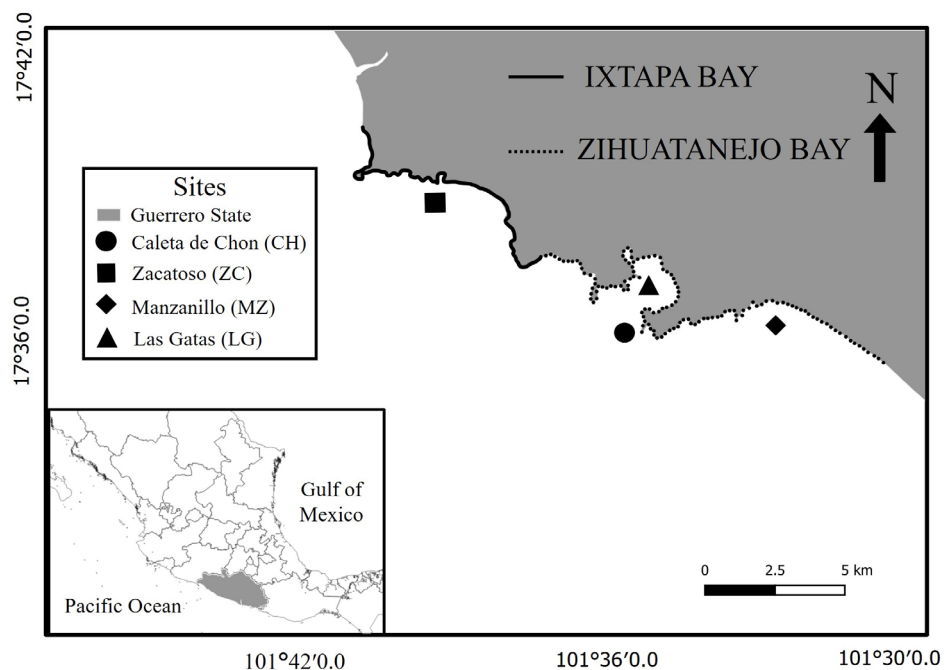 17°42'0.0
17°36'0.0
IXTAPA BAY
ZIHUATANEJO BAY
N
Sites
Guerrero State
Caleta de Chon (CH)
Zacatoso (ZC)
Manzanillo (MZ)
Las Gatas (LG)
Gulf of
Mexico
Pacific Ocean
0 2.5 5 km
101°42'0.0
101°36'0.0
101°30'0.0